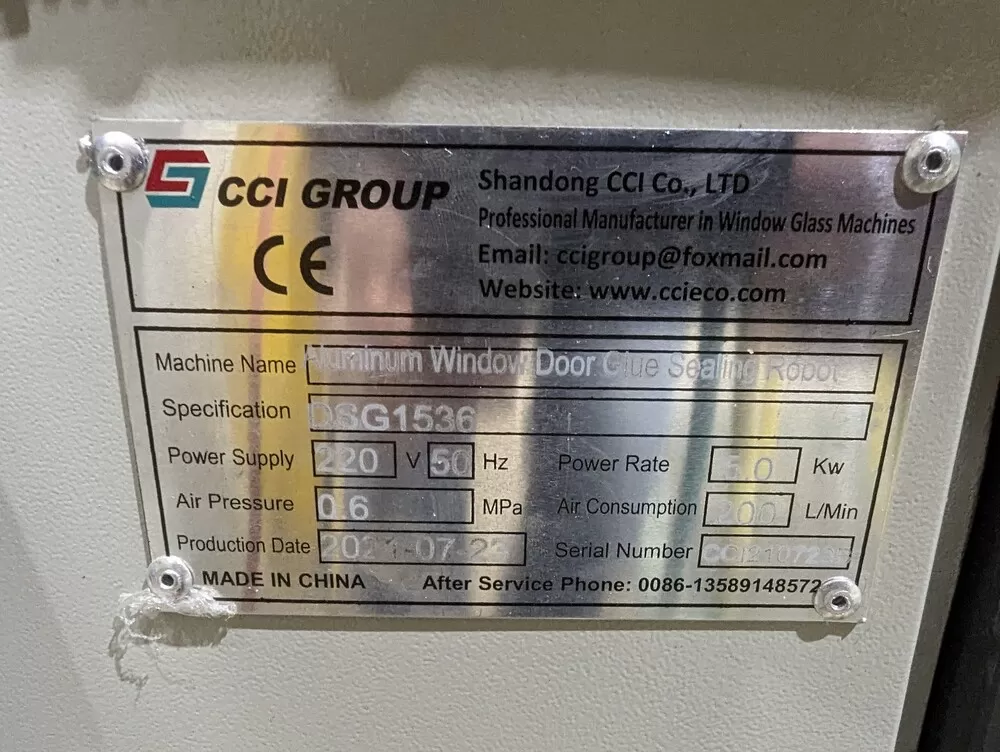 CCI GROUP
CE
Shandong CCI Co., LTD
Professional Manufacturer in Window Glass Machines
Email: ccigroup@foxmail.com
Website: www.ccieco.com
Machine Name Aluminum Window Door Glue Sealing Robot
Specification DSG1536
Power Supply 220 V 50 Hz Power Rate 5.0 Kw
Air Pressure 0.6 MPa Air Consumption L/Min
Production Date Serial Number
MADE IN CHINA After Service Phone: 0086-13589148572